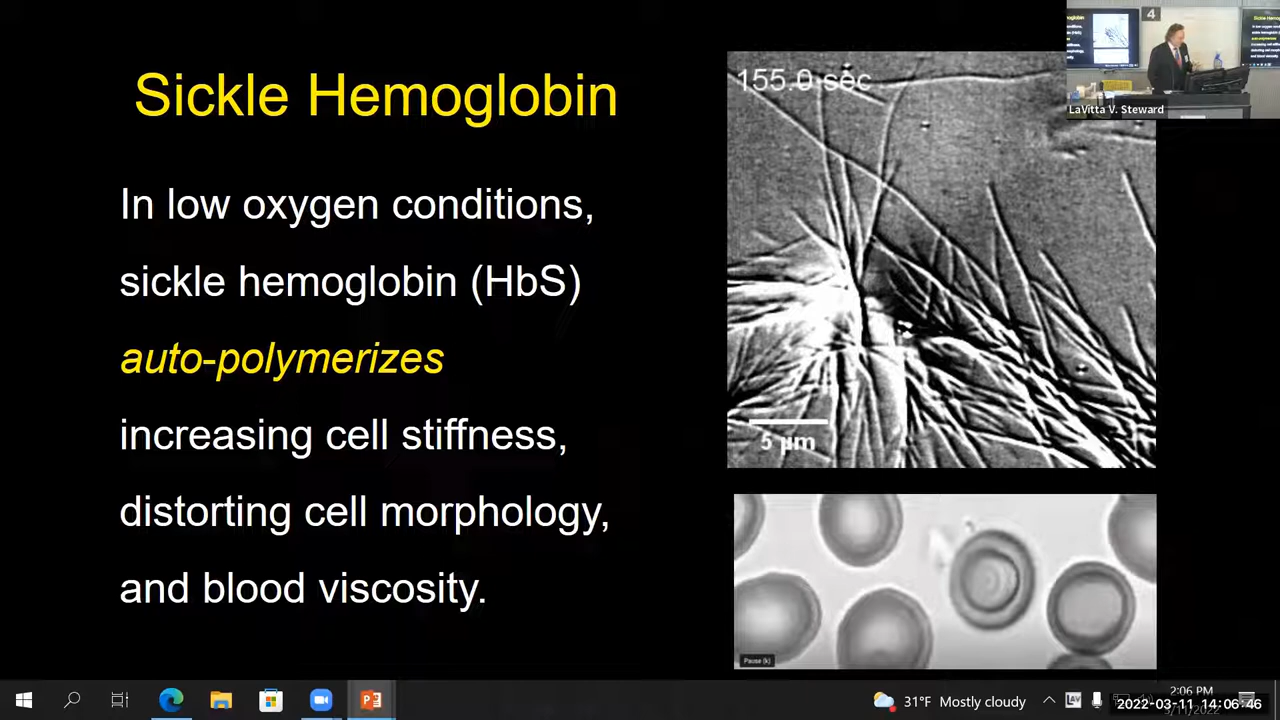 Sickle Hemoglobin
In low oxygen conditions,
sickle hemoglobin (HbS)
auto-polymerizes
increasing cell stiffness,
distorting cell morphology,
and blood viscosity.
155.0 sec
5 µm
Pause (k)
4
LaVitta V. Steward
31°F Mostly cloudy
LAV
2:06 PM
2022-03-11 14:06:46